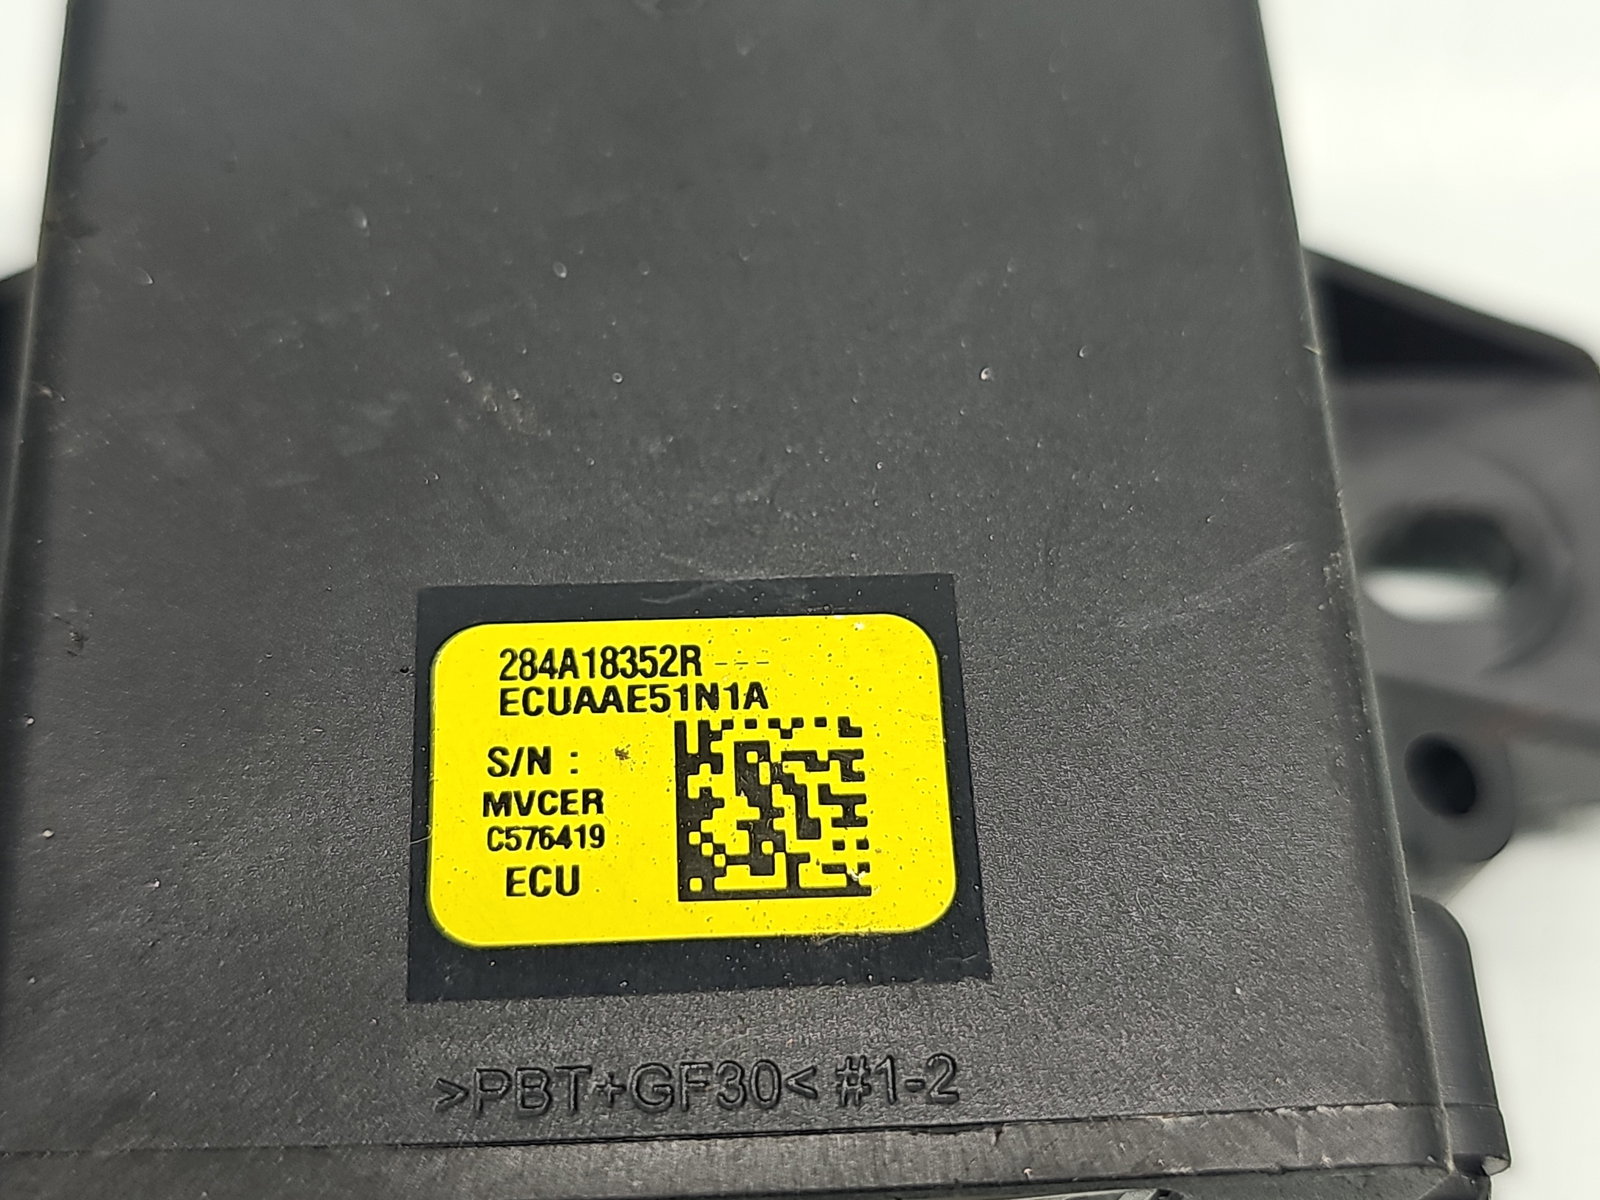 284A18352R---
ECUAAE51N1A
S/N :
MVCER
C576419
ECU
>PBT+GF30< #1-2